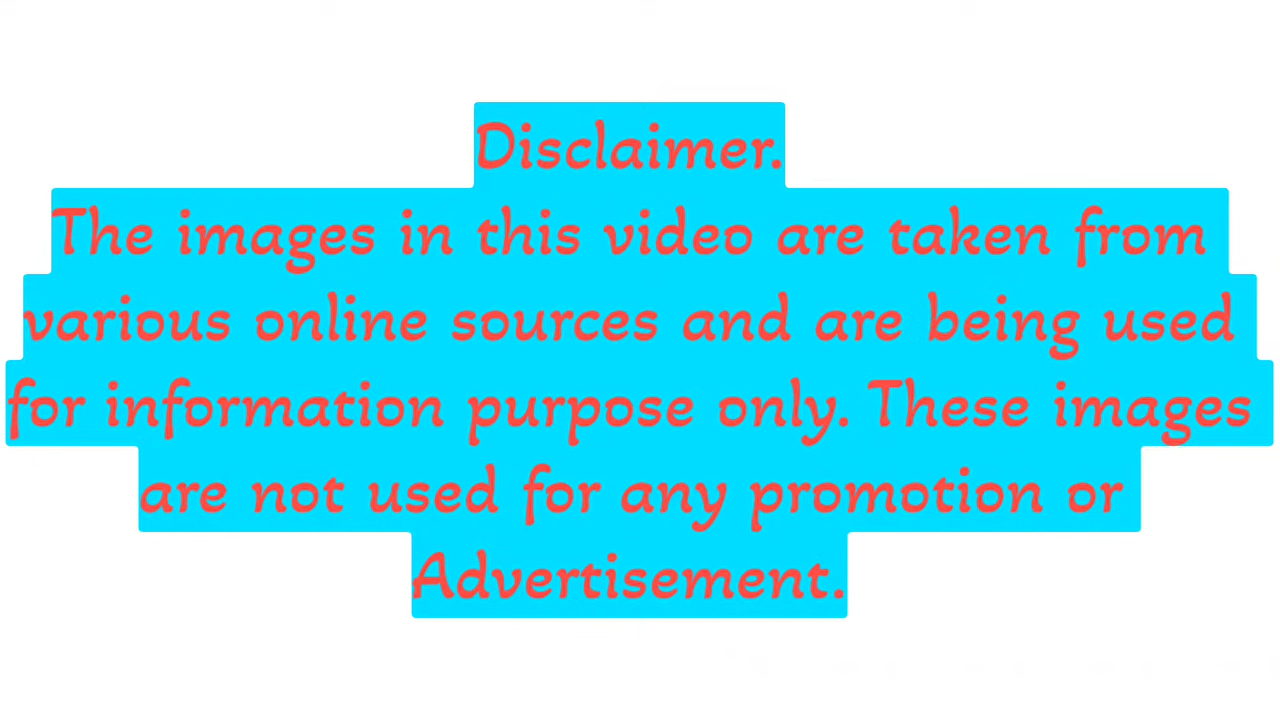 Disclaimer.
The images in this video are taken from
various online sources and are being used
for information purpose only. These images
are not used for any promotion or
Advertisement.